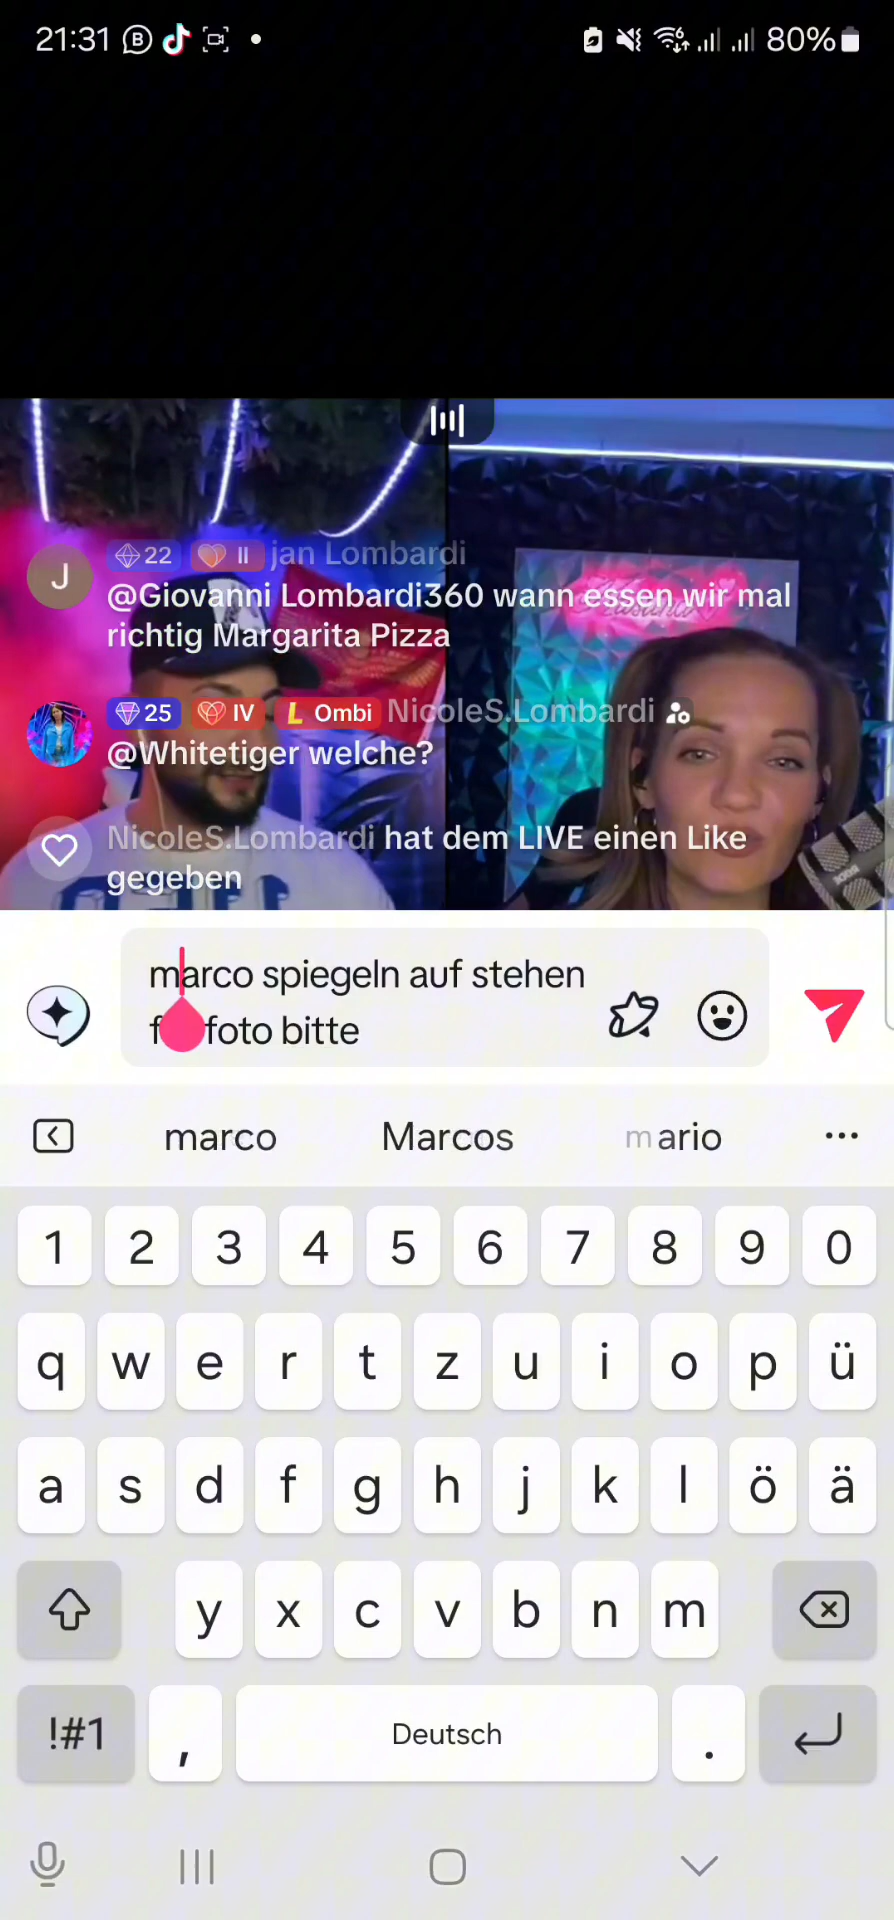 21:31
80%
22 II jan Lombardi
J
@Giovanni Lombardi360 wann essen wir mal
richtig Margarita Pizza
25 IV L Ombi NicoleS.Lombardi
@Whitetiger welche?
NicoleS.Lombardi hat dem LIVE einen Like
gegeben
marco spiegeln auf stehen
foto bitte
marco Marcos mario
1 2 3 4 5 6 7 8 9 0
q w e r t z u i o p ü
a s d f g h j k l ö ä
y x c v b n m
!#1 , Deutsch .